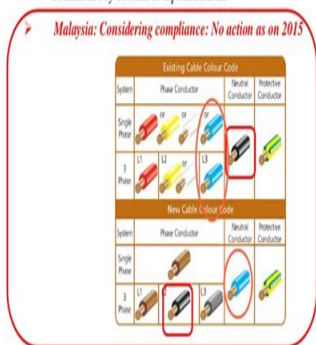 Malaysia: Considering compliance: No action as on 2015
Existing Cable Colour Code
System Phase Conductor Neutral Conductor Protective Conductor
Single Phase or or or
3 Phase L1 L2 or L3
New Cable Colour Code
System Phase Conductor Neutral Conductor Protective Conductor
Single Phase
3 Phase L1 L2 L3